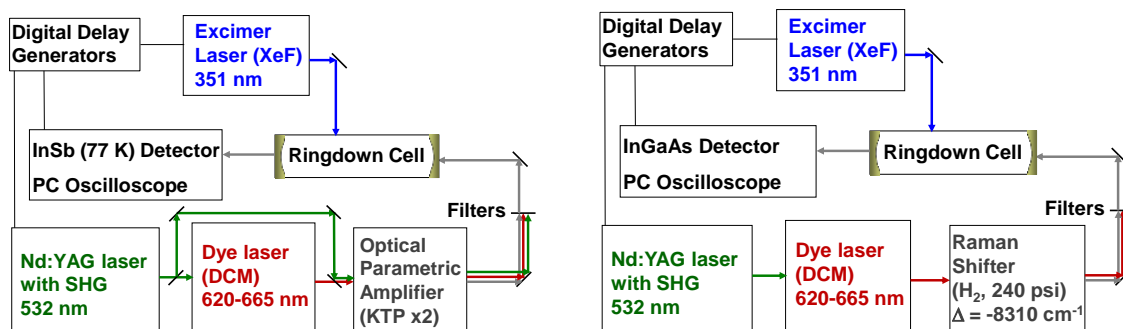 Digital Delay
Generators
Excimer
Laser (XeF)
351 nm
InSb (77 K) Detector
PC Oscilloscope
Ringdown Cell
Filters
Nd:YAG laser
with SHG
532 nm
Dye laser
(DCM)
620-665 nm
Optical
Parametric
Amplifier
(KTP x2)
Digital Delay
Generators
Excimer
Laser (XeF)
351 nm
InGaAs Detector
PC Oscilloscope
Ringdown Cell
Filters
Nd:YAG laser
with SHG
532 nm
Dye laser
(DCM)
620-665 nm
Raman
Shifter
(H₂, 240 psi)
Δ = -8310 cm⁻¹